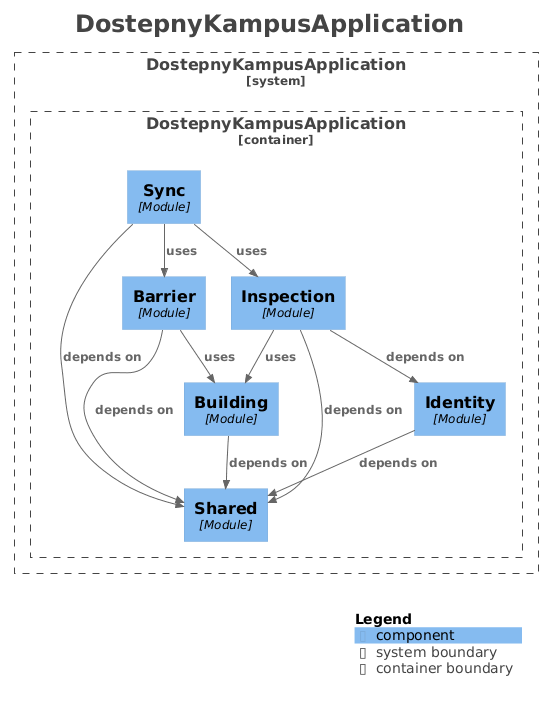 DostepnyKampusApplication
DostepnyKampusApplication
[system]
DostepnyKampusApplication
[container]
Sync
[Module]
uses
uses
Barrier
[Module]
Inspection
[Module]
depends on
uses
uses
depends on
depends on
depends on
Building
[Module]
Identity
[Module]
depends on
depends on
Shared
[Module]
Legend
component
system boundary
container boundary